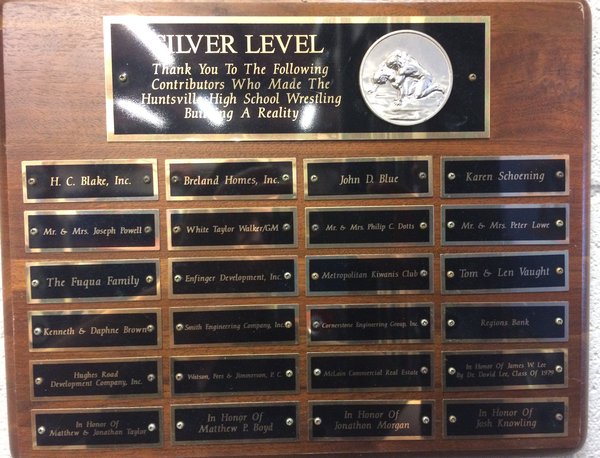 SILVER LEVEL
Thank You To The Following
Contributors Who Made The
Huntsville High School Wrestling
Building A Reality
H. C. Blake, Inc.
Breland Homes, Inc.
John D. Blue
Karen Schoening
Mr. & Mrs. Joseph Powell
White Taylor Walker/GM
Mr. & Mrs. Philip C. Dotts
Mr. & Mrs. Peter Lowe
The Fuqua Family
Enfinger Development, Inc.
Metropolitan Kiwanis Club
Tom & Len Vaught
Kenneth & Daphne Brown
Smith Engineering Company, Inc.
Cornerstone Engineering Group, Inc.
Regions Bank
Hughes Road
Development Company, Inc.
Watson, & Jimmerson, P. C.
McLain Commercial Real Estate
In Honor Of James W. Lee
By Dr. David Lee, Class Of 1979
In Honor Of
Matthew & Jonathan Taylor
In Honor Of
Matthew P. Boyd
In Honor Of
Jonathon Morgan
In Honor Of
Josh Knowling